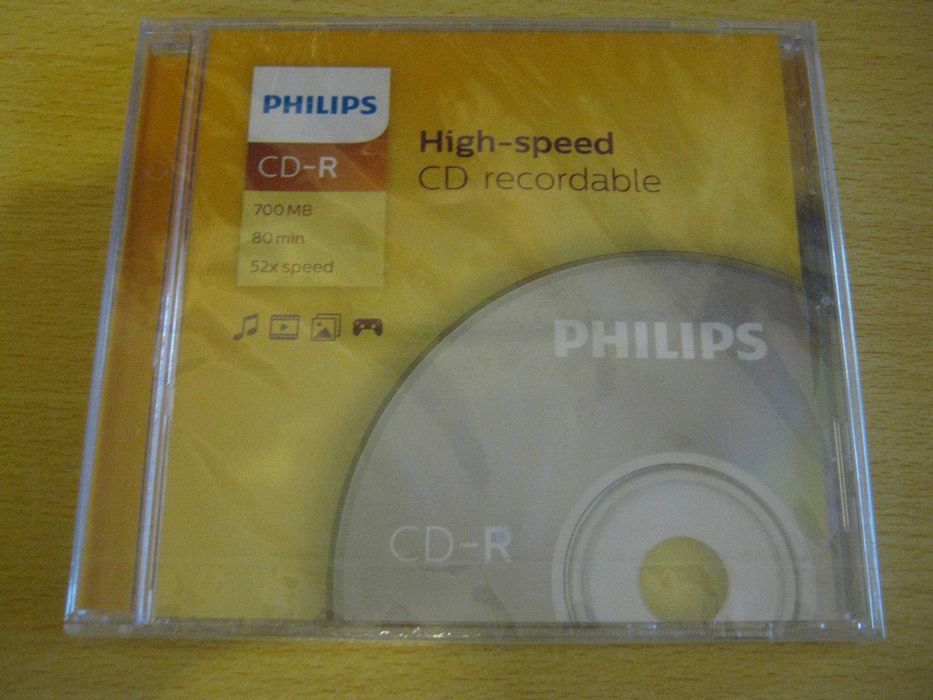 PHILIPS
CD-R
700 MB
80 min
52x speed
High-speed
CD recordable
PHILIPS
CD-R